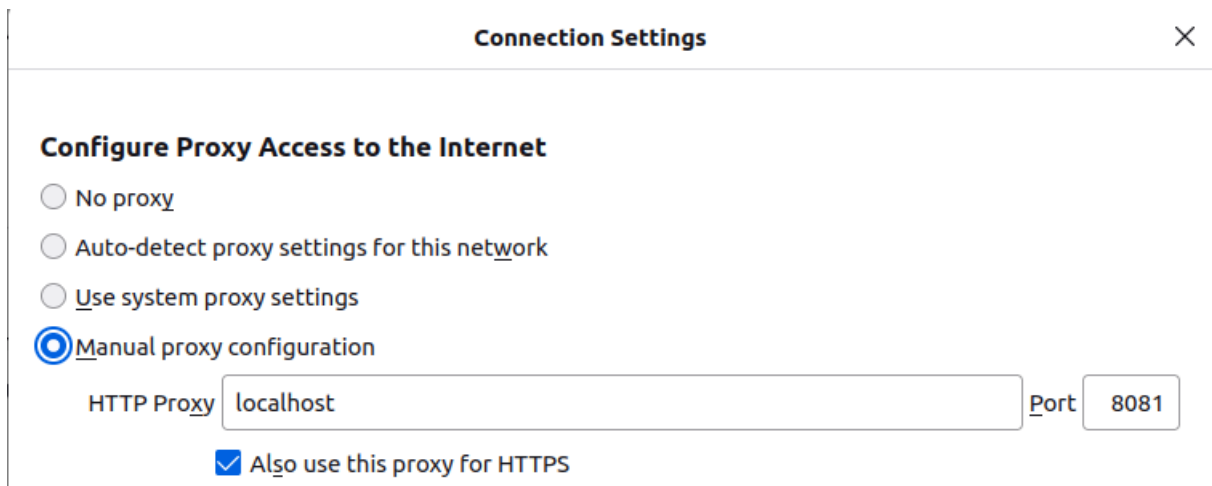 Connection Settings
Configure Proxy Access to the Internet
No proxy
Auto-detect proxy settings for this network
Use system proxy settings
Manual proxy configuration
HTTP Proxy localhost Port 8081
Also use this proxy for HTTPS